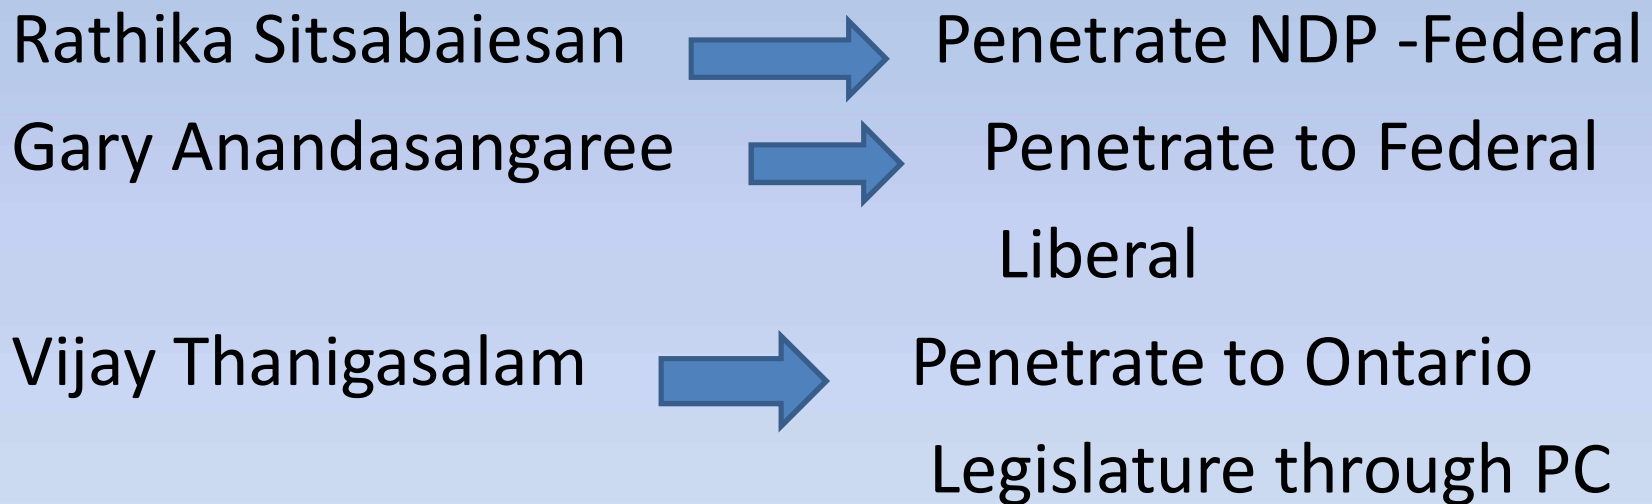 Rathika Sitsabaiesan Penetrate NDP -Federal
Gary Anandasangaree Penetrate to Federal
Liberal
Vijay Thanigasalam Penetrate to Ontario
Legislature through PC